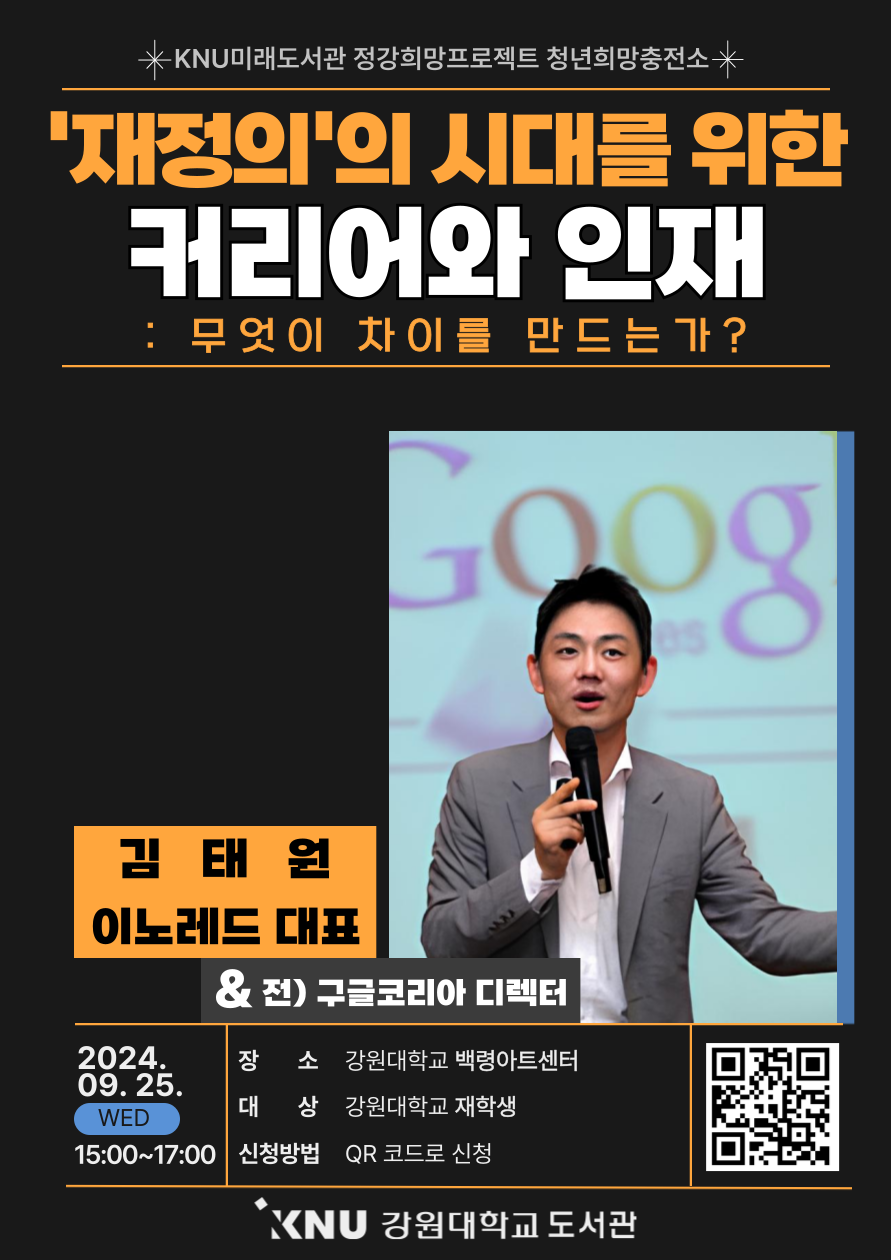 KNU미래도서관 정강희망프로젝트 청년희망충전소
'재정의'의 시대를 위한
커리어와 인재
: 무엇이 차이를 만드는가?
Goog
es
김 태 원
이노레드 대표
& 전) 구글코리아 디렉터
2024.
09. 25.
WED
15:00~17:00
장 소 강원대학교 백령아트센터
대 상 강원대학교 재학생
신청방법 QR 코드로 신청
KNU 강원대학교 도서관